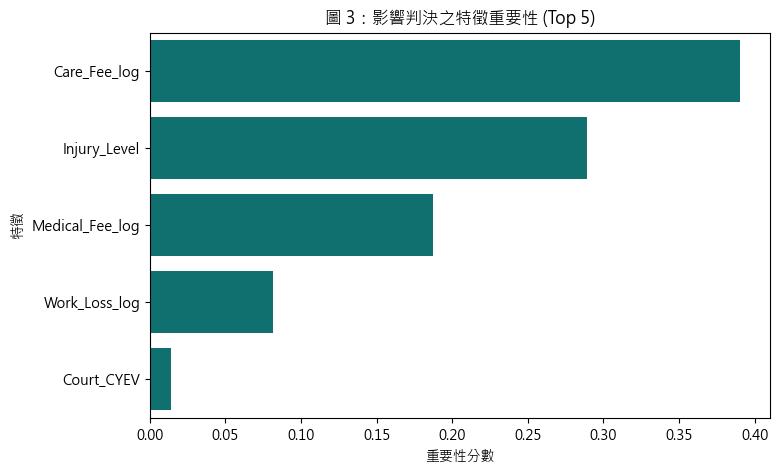 圖 3：影響判決之特徵重要性 (Top 5)
特徵
Care_Fee_log
Injury_Level
Medical_Fee_log
Work_Loss_log
Court_CYEV
0.00 0.05 0.10 0.15 0.20 0.25 0.30 0.35 0.40
重要性分數